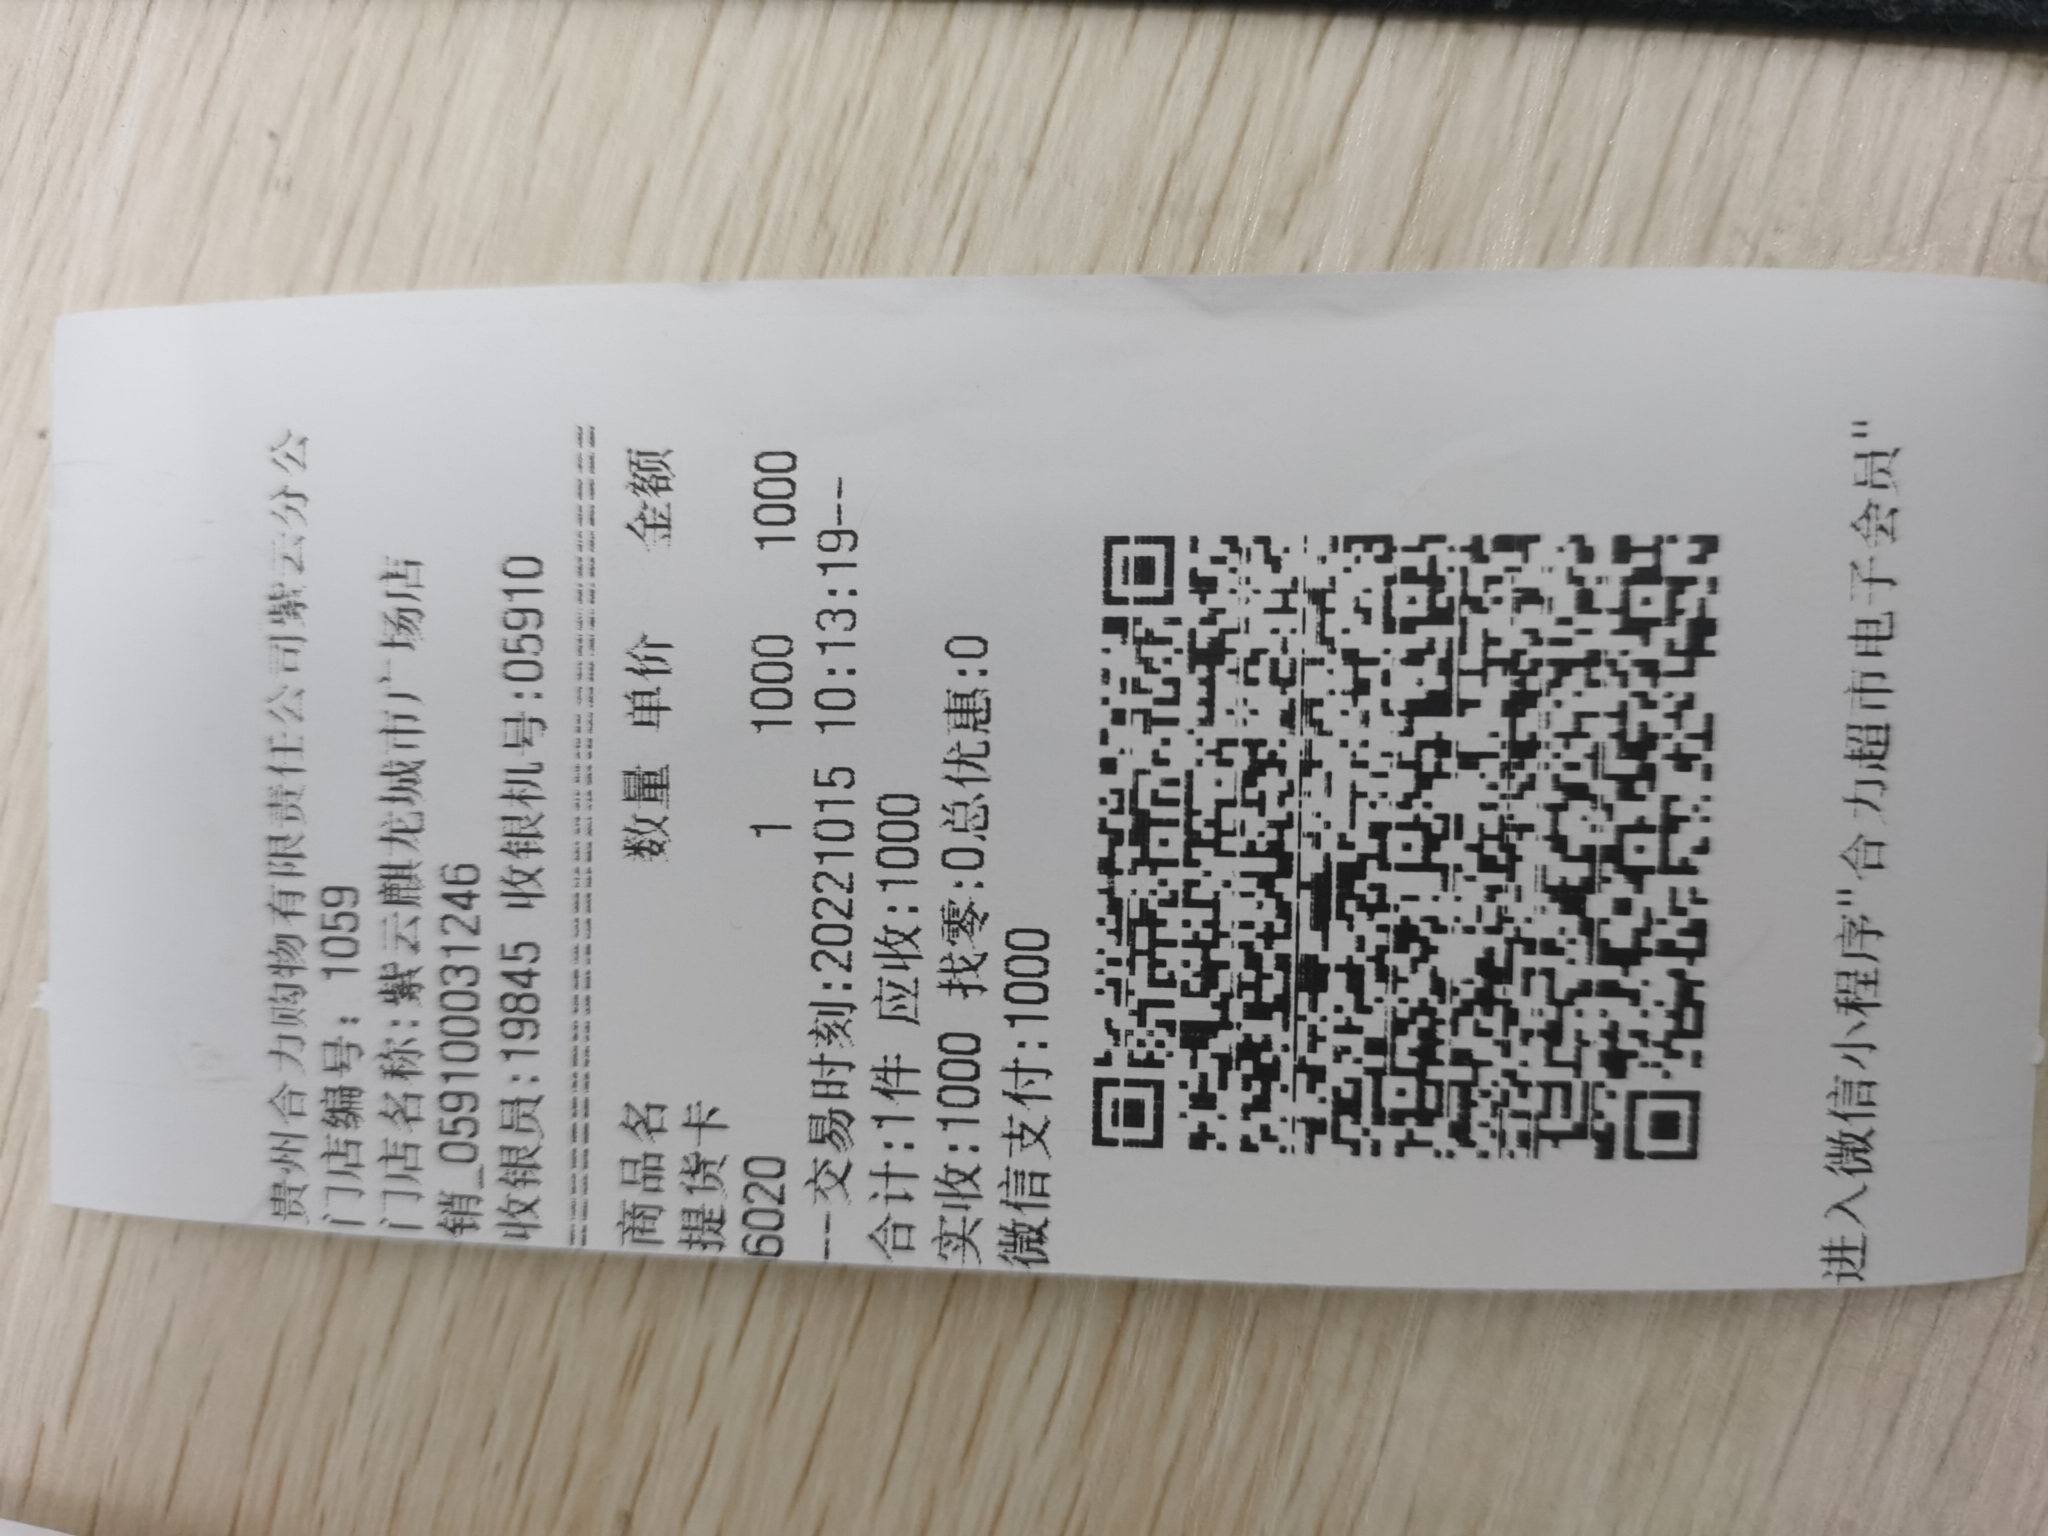 贵州合力购物有限责任公司紫云分公
门店编号: 1059
门店名称:紫云麒龙城市广场店
销_059100031246
收银员:19845 收银机号:05910
商品名 数量 单价 金额
提货卡
6020 1 1000 1000
--交易时刻:20221015 10:13:19--
合计:1件 应收:1000
实收:1000 找零:0总优惠:0
微信支付:1000
进入微信小程序"合力超市电子会员"